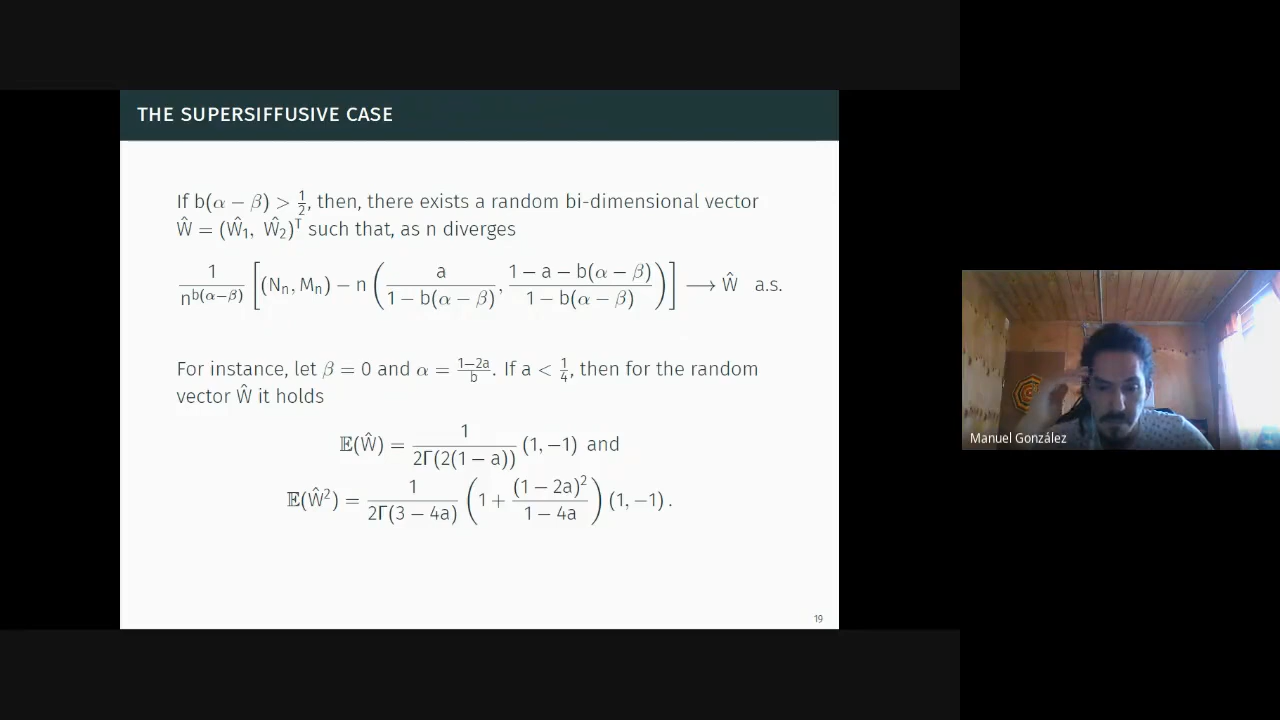 THE SUPERSIFFUSIVE CASE
If b(α − β) > 1/2, then, there exists a random bi-dimensional vector
Ŵ = (Ŵ₁, Ŵ₂)ᵀ such that, as n diverges
1/n^{b(α−β)} [ (Nₙ, Mₙ) − n ( a/(1 − b(α − β)), (1 − a − b(α − β))/(1 − b(α − β)) ) ] ⟶ Ŵ a.s.
For instance, let β = 0 and α = (1−2a)/b. If a < 1/4, then for the random
vector Ŵ it holds
𝔼(Ŵ) = 1/(2Γ(2(1 − a))) (1, −1) and
𝔼(Ŵ²) = 1/(2Γ(3 − 4a)) ( 1 + (1 − 2a)²/(1 − 4a) ) (1, −1) .
19
Manuel González